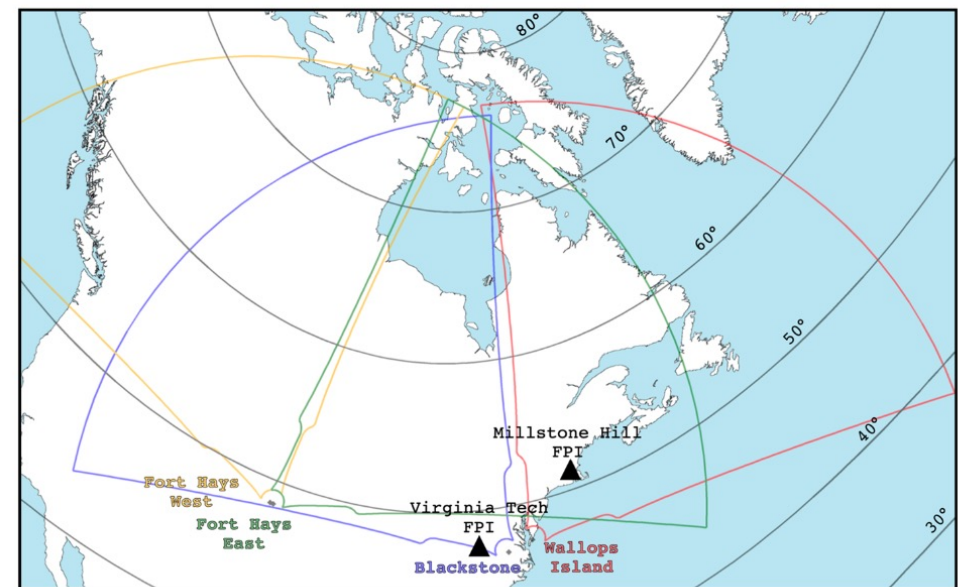 80°
70°
60°
50°
40°
30°
Millstone Hill
FPI
Fort Hays
West
Virginia Tech
FPI
Fort Hays
East
Wallops
Island
Blackstone